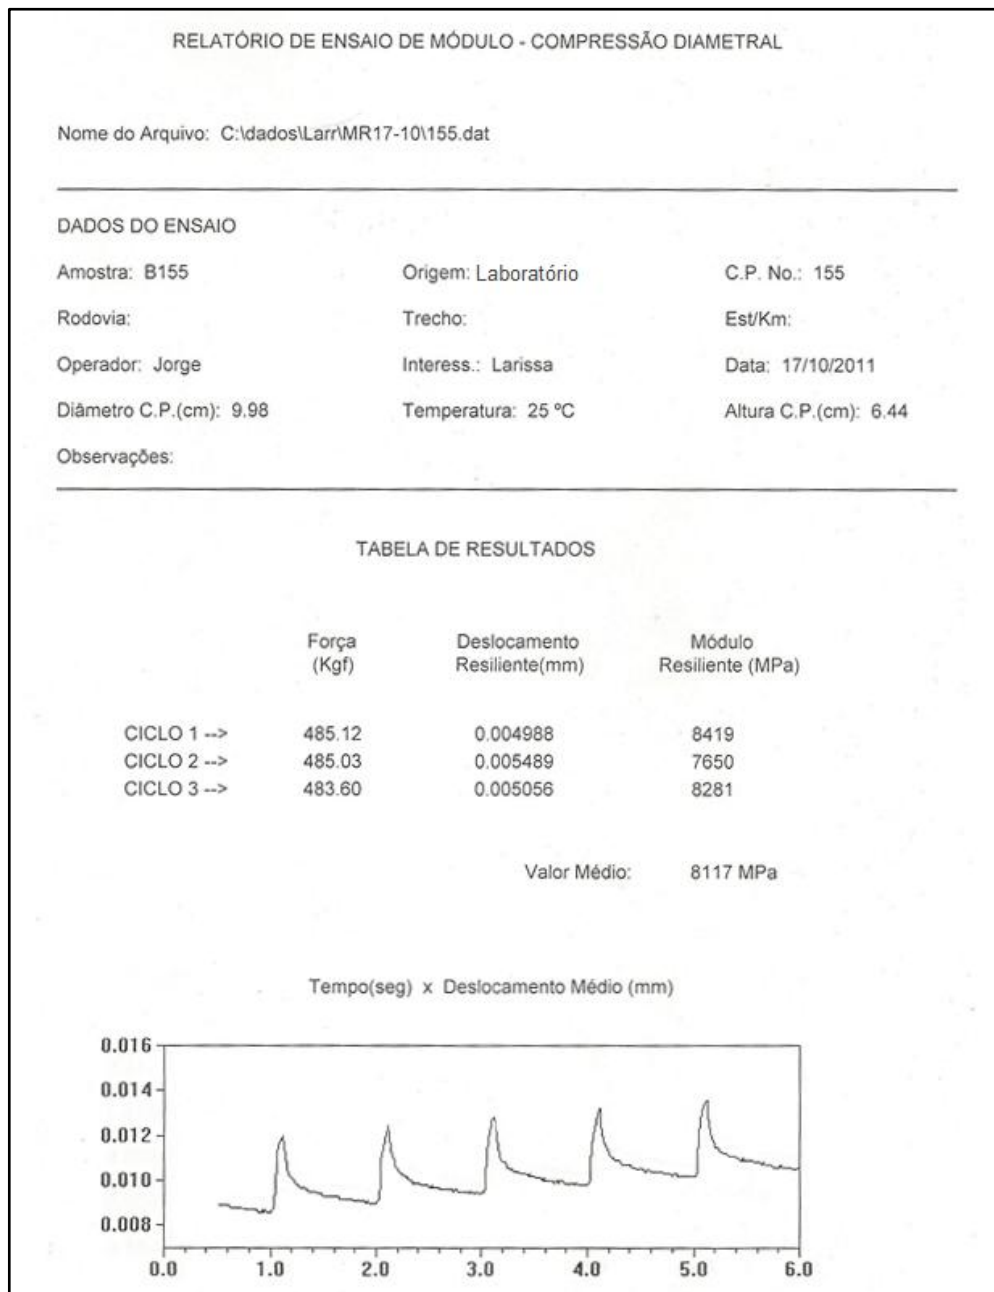 RELATÓRIO DE ENSAIO DE MÓDULO - COMPRESSÃO DIAMETRAL
Nome do Arquivo: C:\dados\Larr\MR17-10\155.dat
DADOS DO ENSAIO
Amostra: B155 Origem: Laboratório C.P. No.: 155
Rodovia: Trecho: Est/Km:
Operador: Jorge Interess.: Larissa Data: 17/10/2011
Diâmetro C.P.(cm): 9.98 Temperatura: 25 ºC Altura C.P.(cm): 6.44
Observações:
TABELA DE RESULTADOS
Força Deslocamento Módulo
(Kgf) Resiliente(mm) Resiliente (MPa)
CICLO 1 --> 485.12 0.004988 8419
CICLO 2 --> 485.03 0.005489 7650
CICLO 3 --> 483.60 0.005056 8281
Valor Médio: 8117 MPa
Tempo(seg) x Deslocamento Médio (mm)
0.016
0.014
0.012
0.010
0.008
0.0 1.0 2.0 3.0 4.0 5.0 6.0